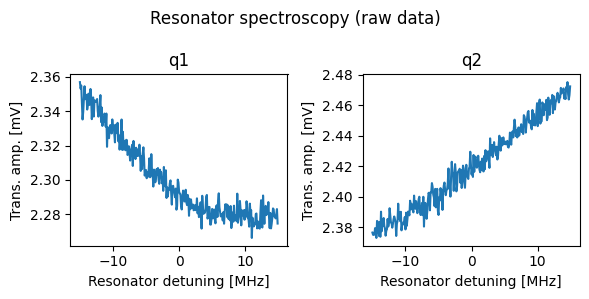 Resonator spectroscopy (raw data)
q1
Trans. amp. [mV]
2.36
2.34
2.32
2.30
2.28
−10
0
10
Resonator detuning [MHz]
q2
Trans. amp. [mV]
2.48
2.46
2.44
2.42
2.40
2.38
−10
0
10
Resonator detuning [MHz]